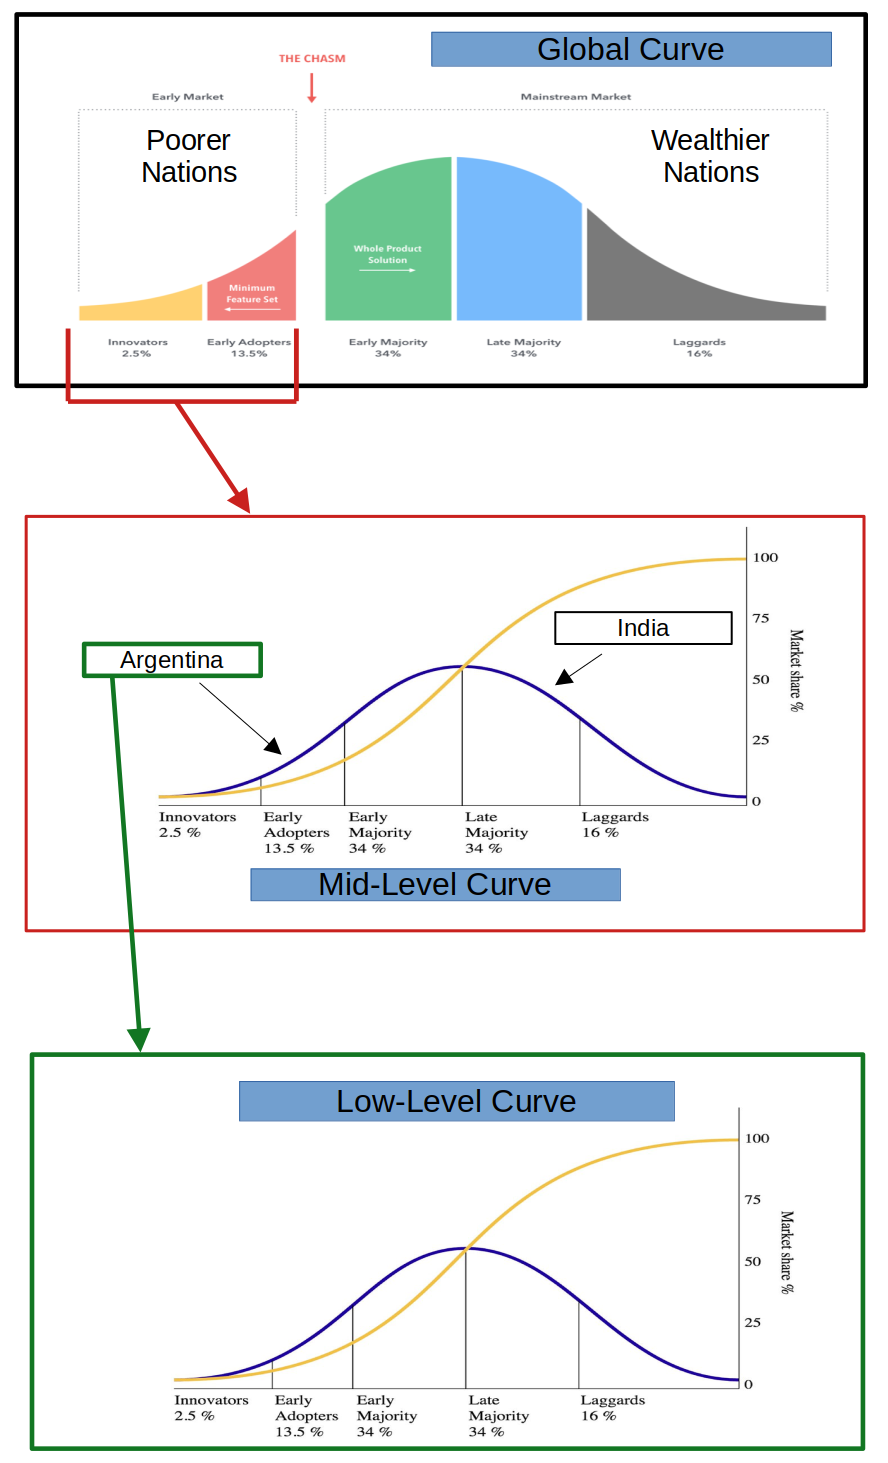 Global Curve
THE CHASM
Early Market
Mainstream Market
Poorer
Nations
Wealthier
Nations
Whole Product
Solution
Minimum
Feature Set
Innovators
2.5%
Early Adopters
13.5%
Early Majority
34%
Late Majority
34%
Laggards
16%
100
75
50
25
0
Market share %
India
Argentina
Innovators
2.5 %
Early
Adopters
13.5 %
Early
Majority
34 %
Late
Majority
34 %
Laggards
16 %
Mid-Level Curve
Low-Level Curve
100
75
50
25
0
Market share %
Innovators
2.5 %
Early
Adopters
13.5 %
Early
Majority
34 %
Late
Majority
34 %
Laggards
16 %